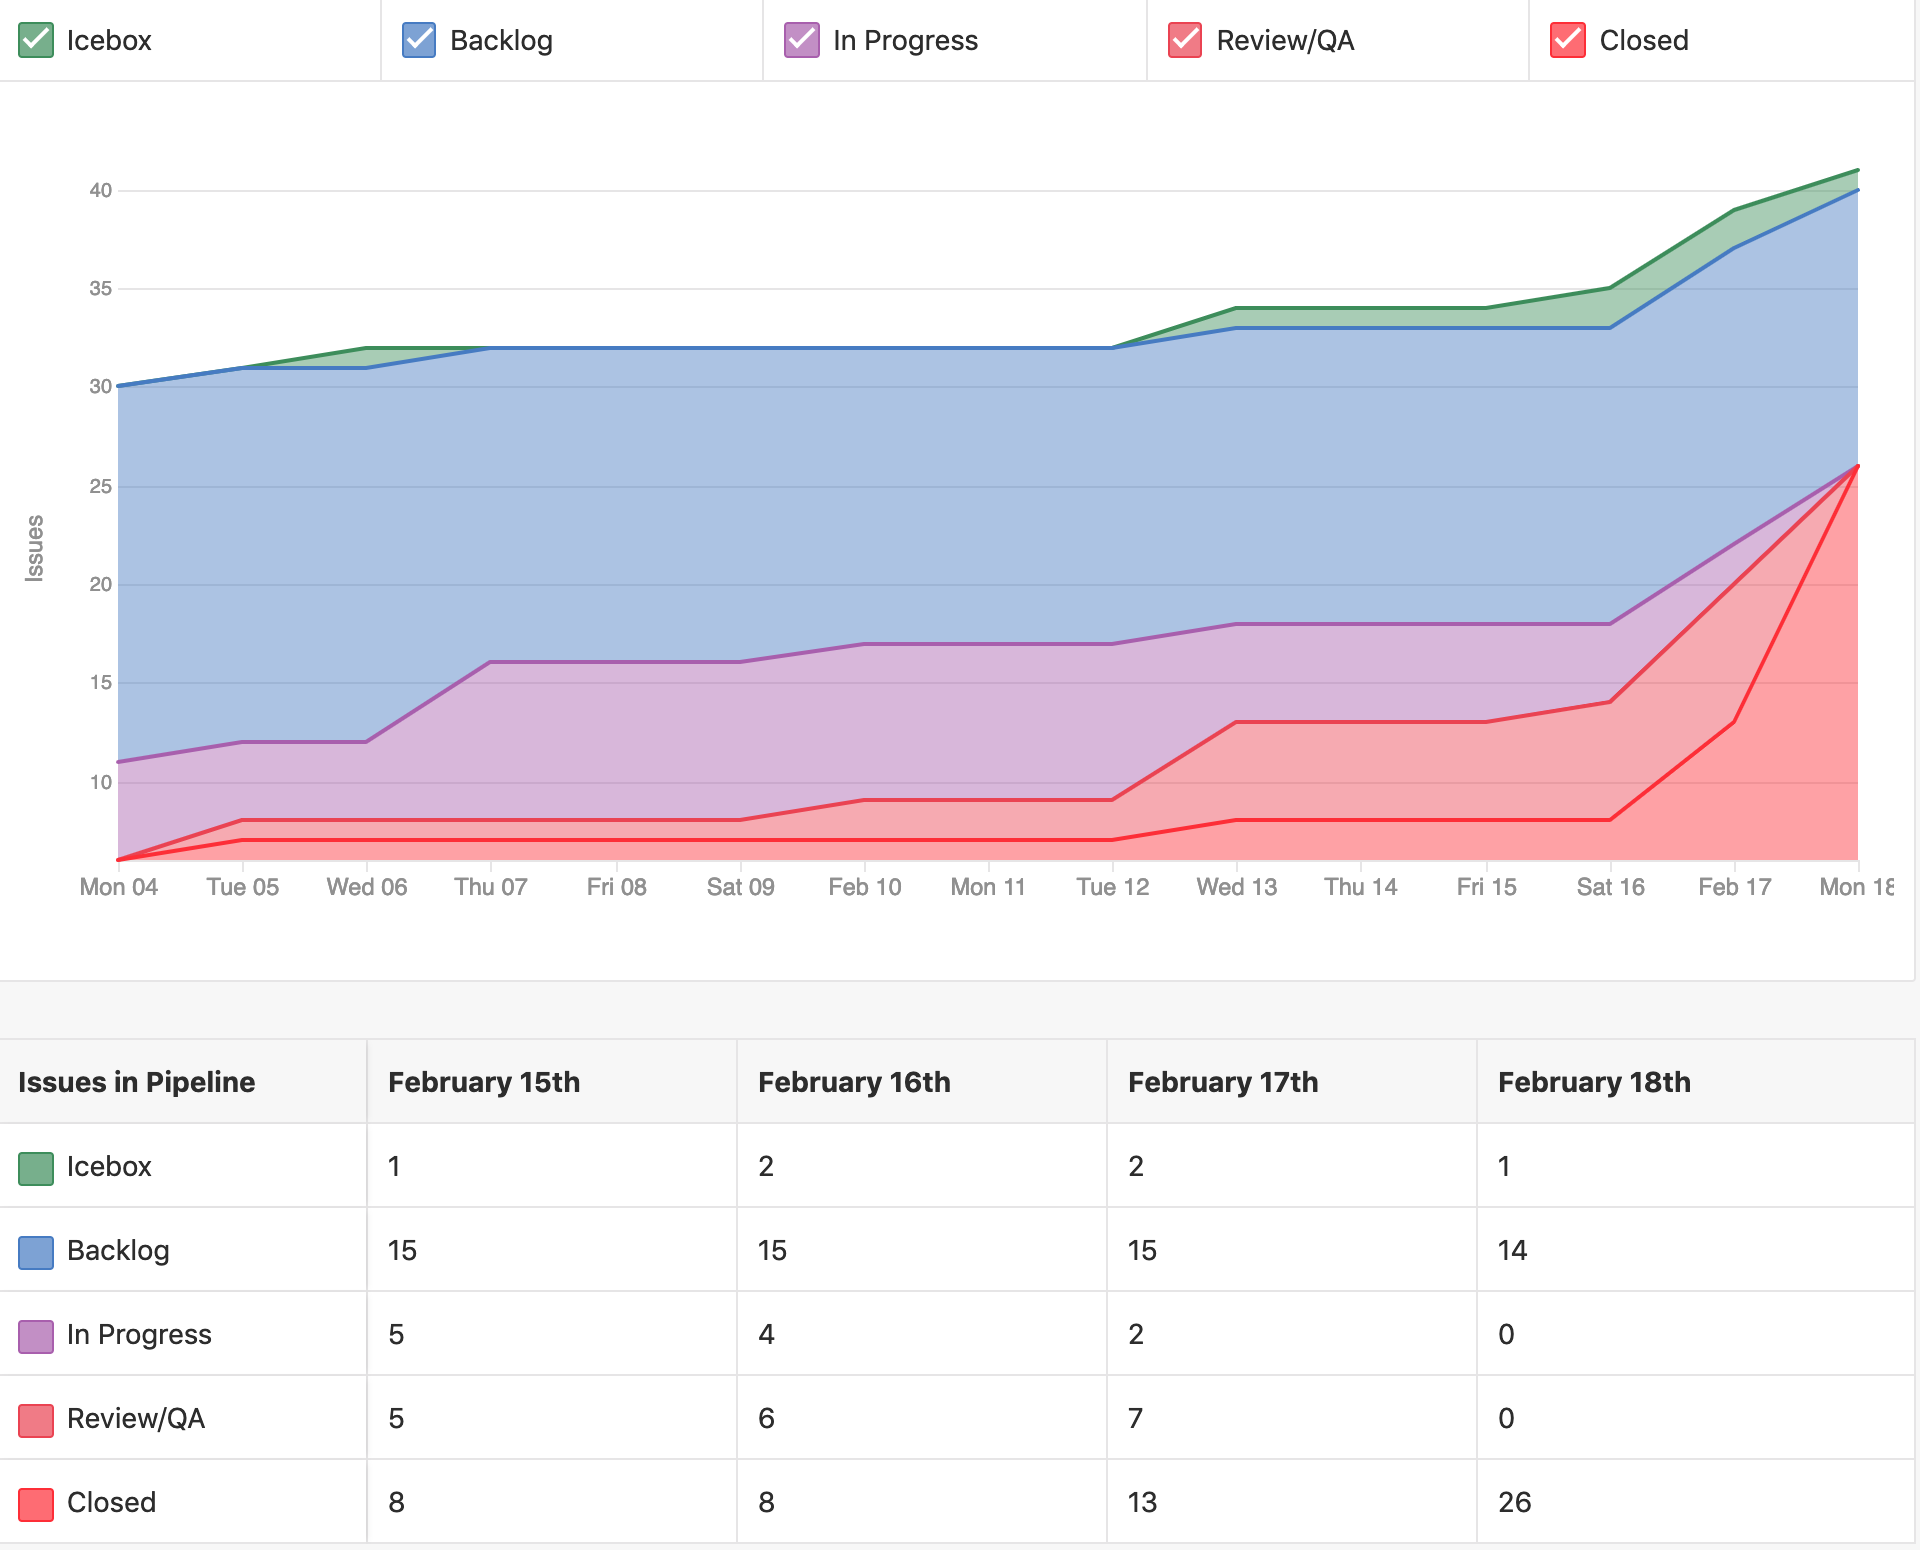 Icebox Backlog In Progress Review/QA Closed
40
35
30
25
20
15
10
Issues
Mon 04 Tue 05 Wed 06 Thu 07 Fri 08 Sat 09 Feb 10 Mon 11 Tue 12 Wed 13 Thu 14 Fri 15 Sat 16 Feb 17 Mon 18
Issues in Pipeline February 15th February 16th February 17th February 18th
Icebox 1 2 2 1
Backlog 15 15 15 14
In Progress 5 4 2 0
Review/QA 5 6 7 0
Closed 8 8 13 26